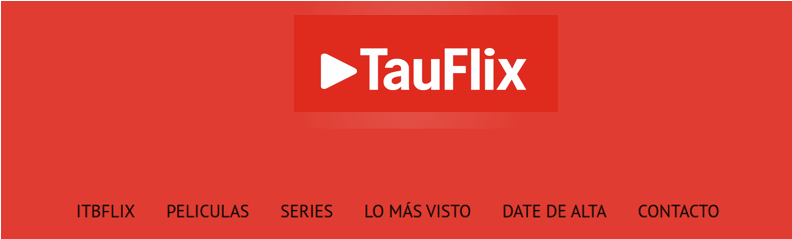 TauFlix
ITBFLIX PELICULAS SERIES LO MÁS VISTO DATE DE ALTA CONTACTO